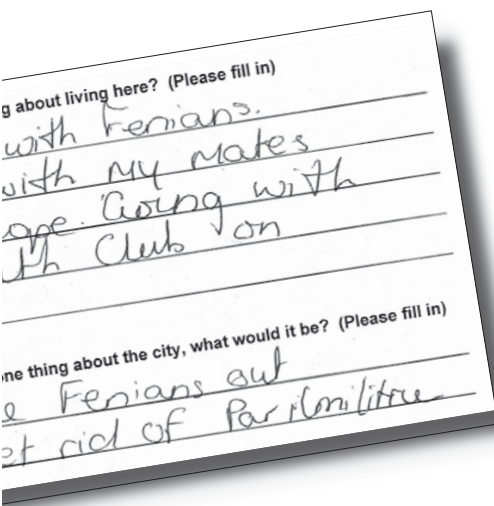 g about living here? (Please fill in)
with Fenians.
with My Mates
ope. Going with
th Club on
ne thing about the city, what would it be? (Please fill in)
e Fenians out
et rid of Parilmilitrue